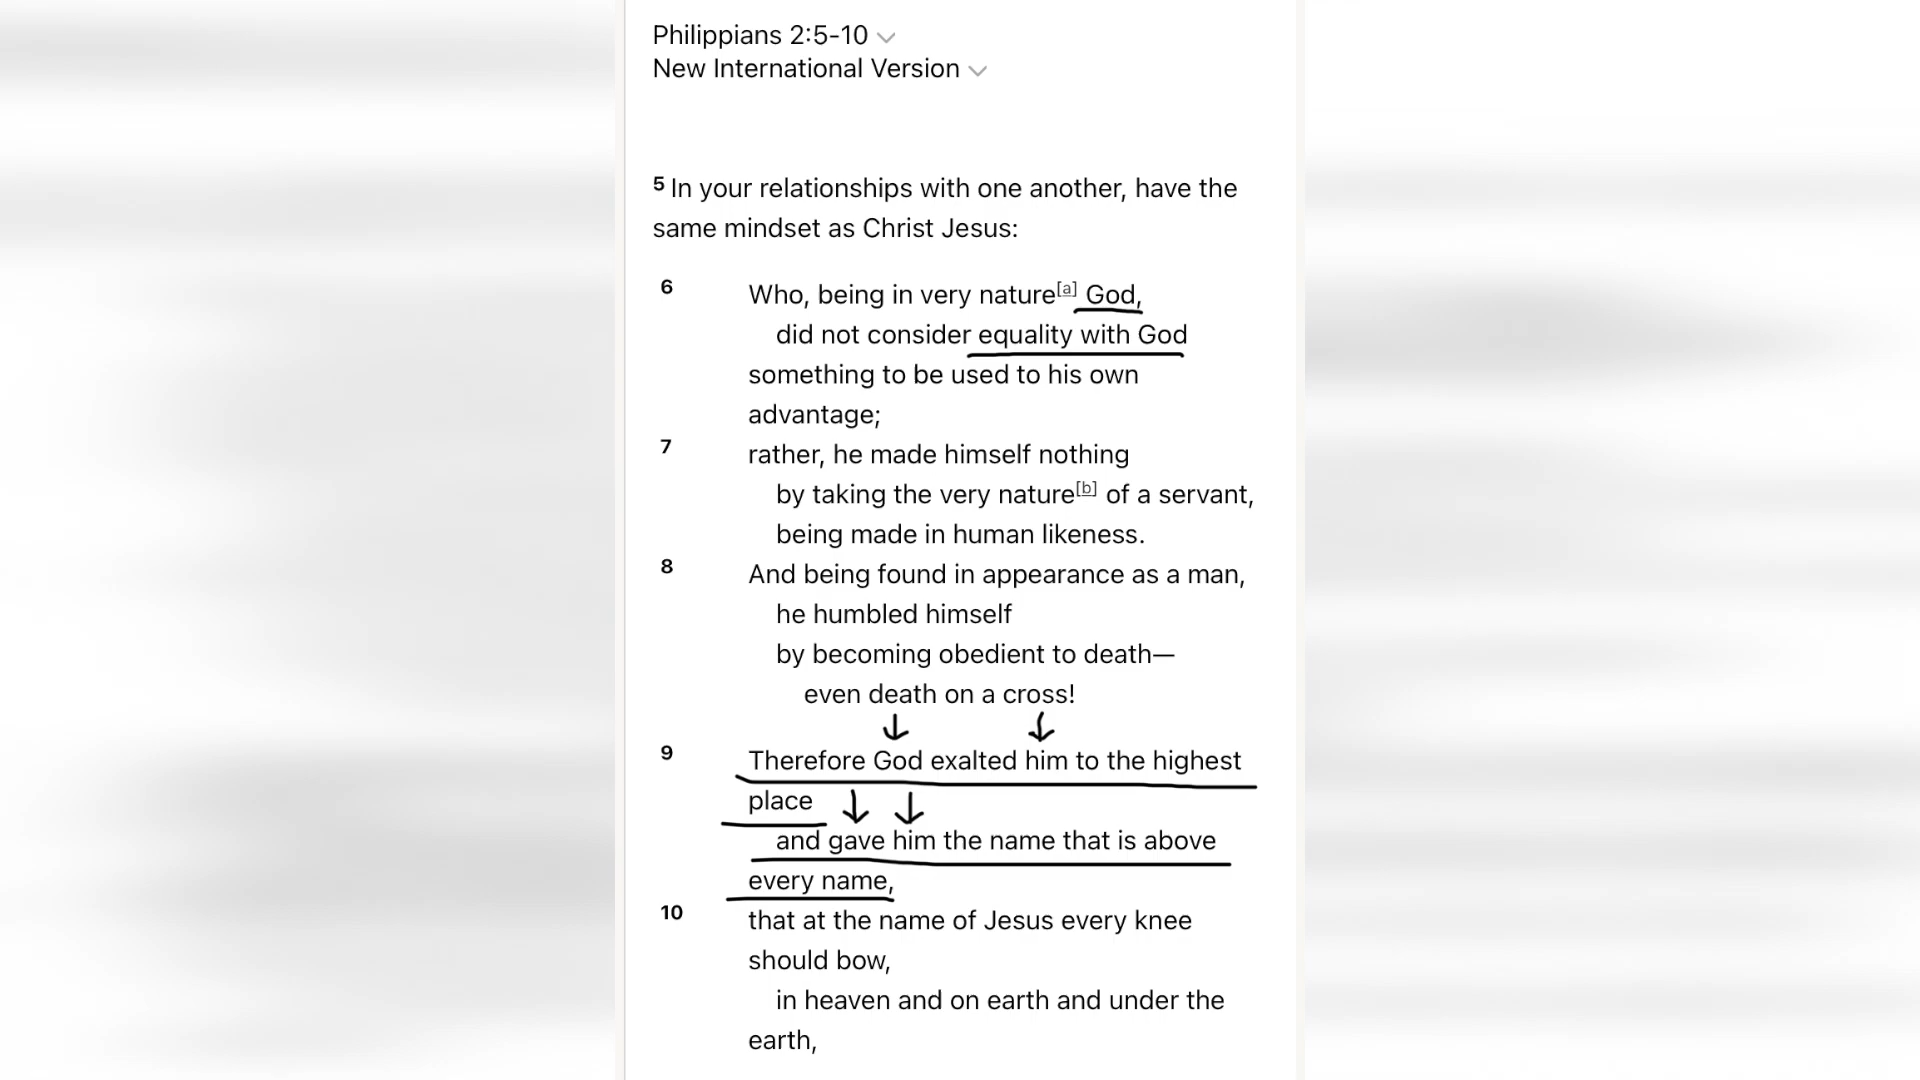 Philippians 2:5-10
New International Version
5 In your relationships with one another, have the
same mindset as Christ Jesus:
6 Who, being in very nature[a] God,
did not consider equality with God
something to be used to his own
advantage;
7 rather, he made himself nothing
by taking the very nature[b] of a servant,
being made in human likeness.
8 And being found in appearance as a man,
he humbled himself
by becoming obedient to death—
even death on a cross!
9 Therefore God exalted him to the highest
place
and gave him the name that is above
every name,
10 that at the name of Jesus every knee
should bow,
in heaven and on earth and under the
earth,